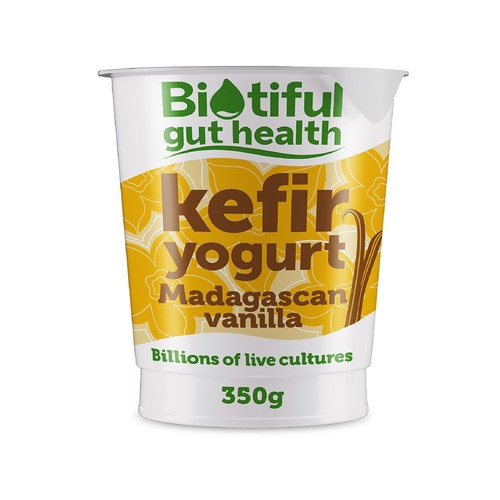 Biotiful
gut health
kefir
yogurt
Madagascan
vanilla
Billions of live cultures
350g